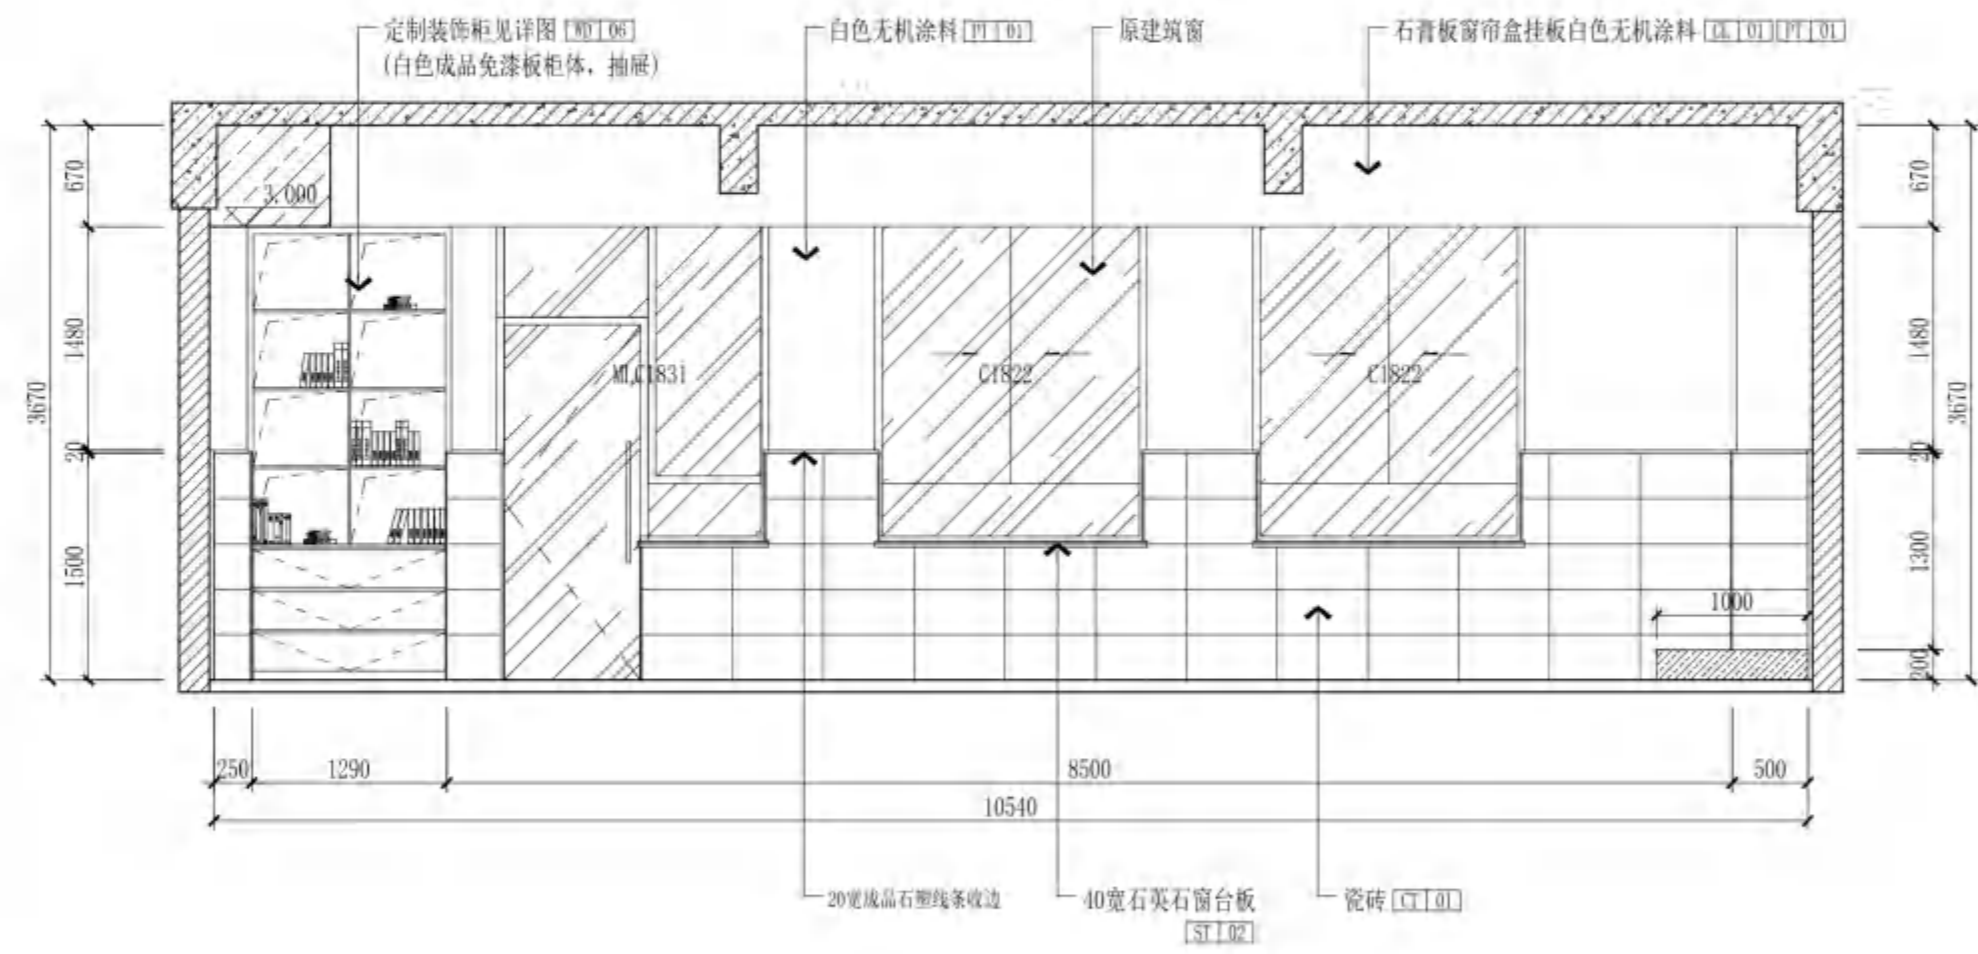 定制装饰柜见详图 WD 06
(白色成品免漆板柜体，抽屉)
白色无机涂料 PT 01
原建筑窗
石膏板窗帘盒挂板白色无机涂料 CL 01 PT 01
3.000
670
1480
20
1500
3670
670
1480
20
1300
200
3670
MLC1831
C1822
C1822
1000
250
1290
8500
500
10540
20宽成品石塑线条收边
40宽石英石窗台板
ST 02
瓷砖 CT 01